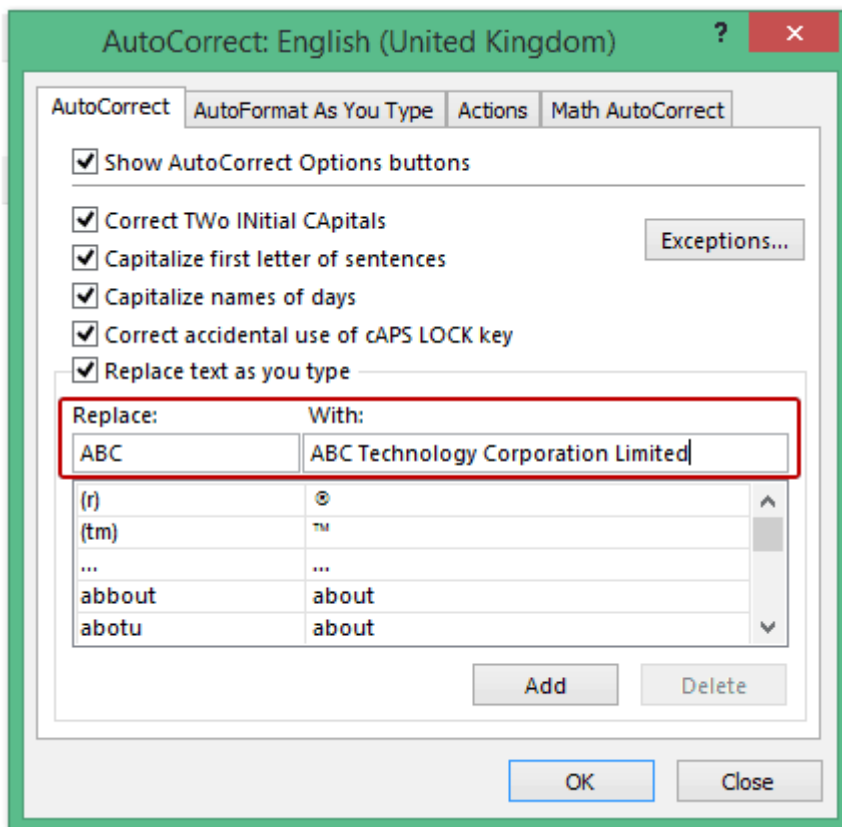 AutoCorrect: English (United Kingdom) ? ×
AutoCorrect AutoFormat As You Type Actions Math AutoCorrect
Show AutoCorrect Options buttons
Correct TWo INitial CApitals
Exceptions...
Capitalize first letter of sentences
Capitalize names of days
Correct accidental use of cAPS LOCK key
Replace text as you type
Replace: With:
ABC ABC Technology Corporation Limited
(r) ®
(tm) ™
... ...
abbout about
abotu about
Add Delete
OK Close